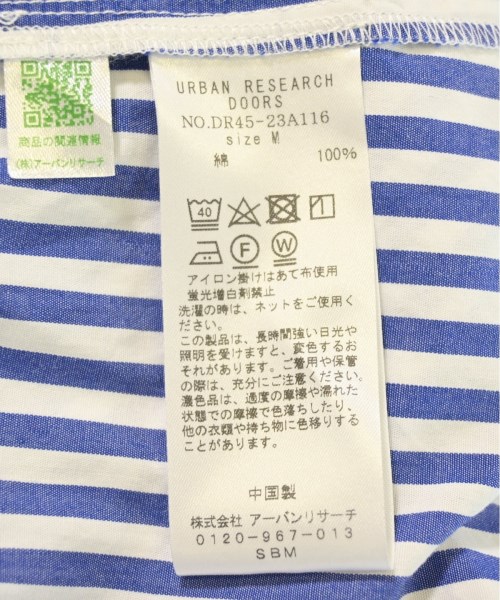 商品の関連情報
(株)アーバンリサーチ
URBAN RESEARCH
DOORS
NO.DR45-23A116
size M
綿 100%
40
F W
アイロン掛けはあて布使用
蛍光増白剤禁止
洗濯の時は、ネットをご使用く
ださい。
この製品は、長時間強い日光や
照明を受けますと、変色するお
それがあります。ご着用や保管
の際は、充分にご注意ください。
濃色品は、過度の摩擦や濡れた
状態での摩擦で色落ちしたり、
他の衣類や持ち物に色移りする
ことがあります。
中国製
株式会社 アーバンリサーチ
0120-967-013
SBM